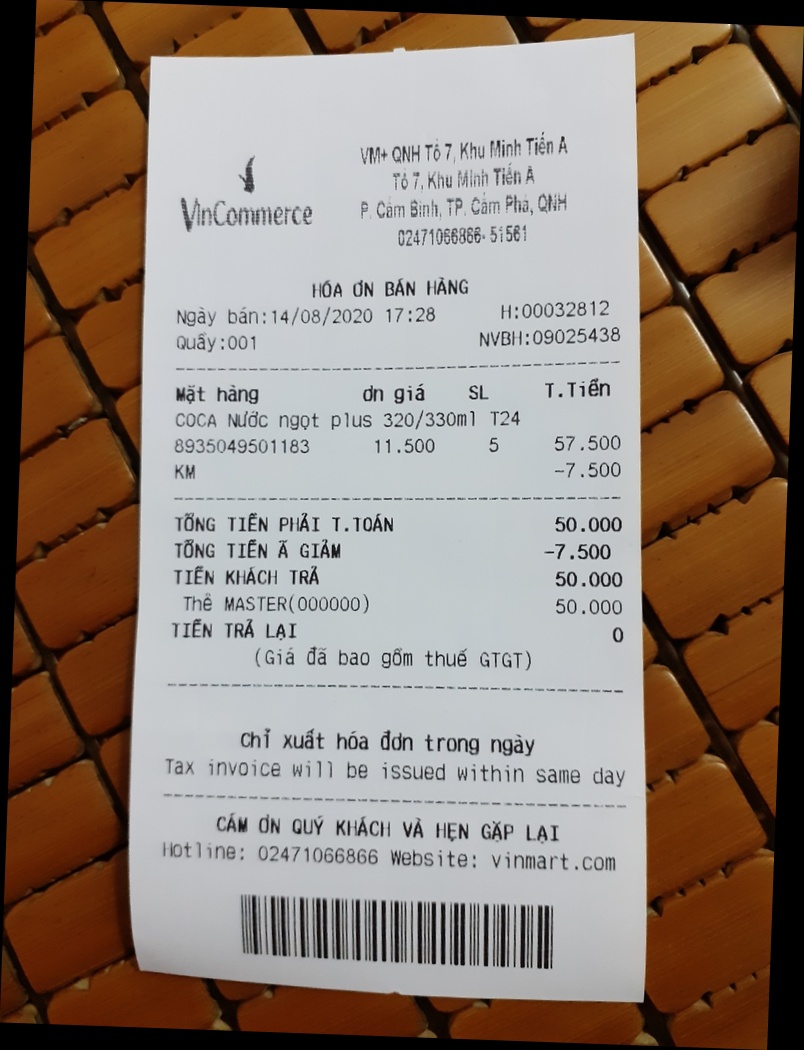 VinCommerce
VM+ QNH Tổ 7, Khu Minh Tiến A
Tổ 7, Khu Minh Tiến A
P. Cẩm Bình, TP. Cẩm Phả, QNH
02471066866- 51561
HÓA ƠN BÁN HÀNG
Ngày bán:14/08/2020 17:28 H:00032812
Quầy:001 NVBH:09025438
Mặt hàng ơn giá SL T.Tiền
COCA Nước ngọt plus 320/330ml T24
8935049501183 11.500 5 57.500
KM -7.500
TỔNG TIỀN PHẢI T.TOÁN 50.000
TỔNG TIỀN Ã GIẢM -7.500
TIỀN KHÁCH TRẢ 50.000
Thẻ MASTER(000000) 50.000
TIỀN TRẢ LẠI 0
(Giá đã bao gồm thuế GTGT)
Chỉ xuất hóa đơn trong ngày
Tax invoice will be issued within same day
CÁM ƠN QUÝ KHÁCH VÀ HẸN GẶP LẠI
Hotline: 02471066866 Website: vinmart.com